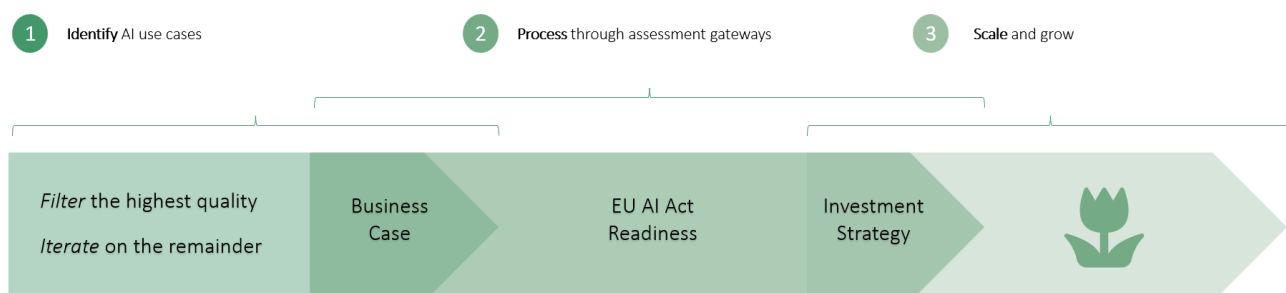 1 Identify AI use cases
2 Process through assessment gateways
3 Scale and grow
Filter the highest quality
Iterate on the remainder
Business
Case
EU AI Act
Readiness
Investment
Strategy